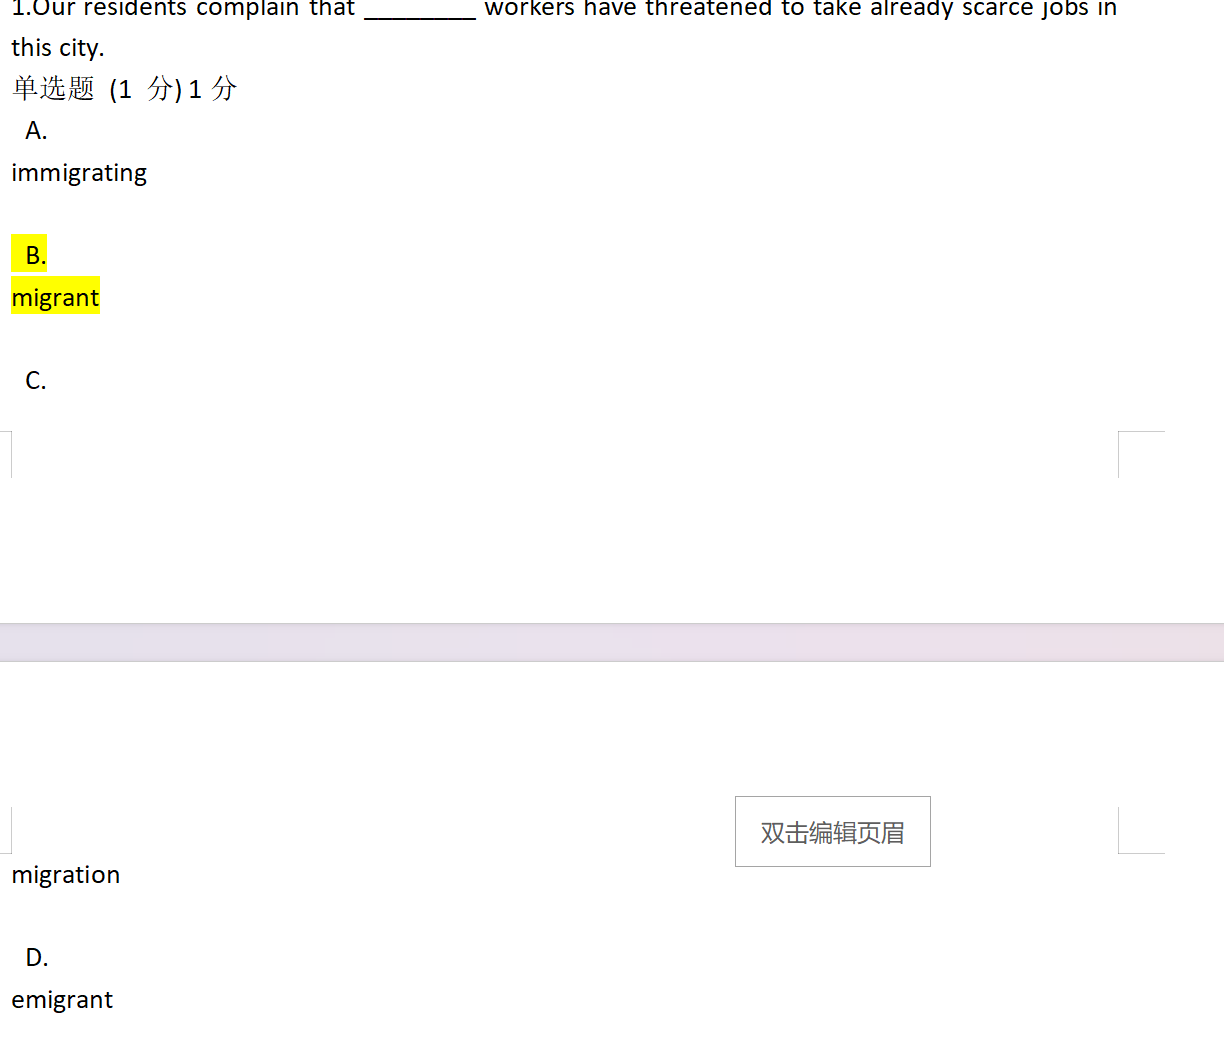 1.Our residents complain that ________ workers have threatened to take already scarce jobs in
this city.
单选题 (1 分) 1 分
A.
immigrating
B.
migrant
C.
双击编辑页眉
migration
D.
emigrant